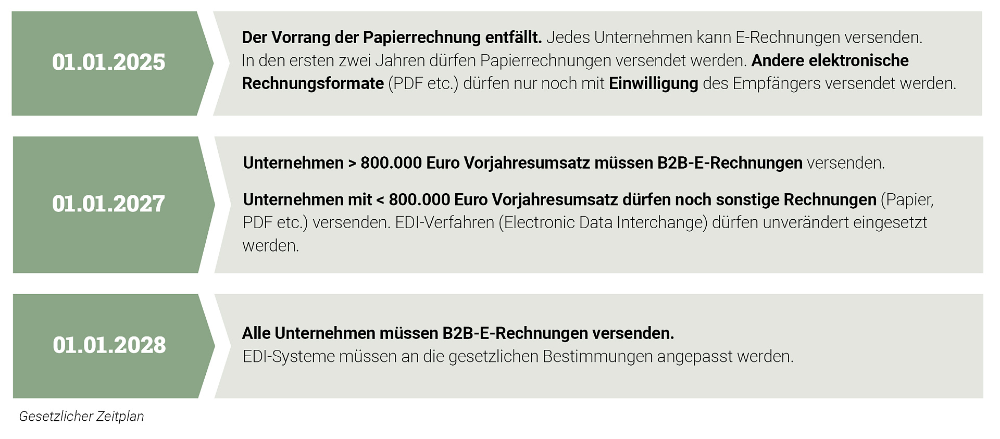 01.01.2025
Der Vorrang der Papierrechnung entfällt. Jedes Unternehmen kann E-Rechnungen versenden.
In den ersten zwei Jahren dürfen Papierrechnungen versendet werden. Andere elektronische
Rechnungsformate (PDF etc.) dürfen nur noch mit Einwilligung des Empfängers versendet werden.
01.01.2027
Unternehmen > 800.000 Euro Vorjahresumsatz müssen B2B-E-Rechnungen versenden.
Unternehmen mit < 800.000 Euro Vorjahresumsatz dürfen noch sonstige Rechnungen (Papier,
PDF etc.) versenden. EDI-Verfahren (Electronic Data Interchange) dürfen unverändert eingesetzt
werden.
01.01.2028
Alle Unternehmen müssen B2B-E-Rechnungen versenden.
EDI-Systeme müssen an die gesetzlichen Bestimmungen angepasst werden.
Gesetzlicher Zeitplan